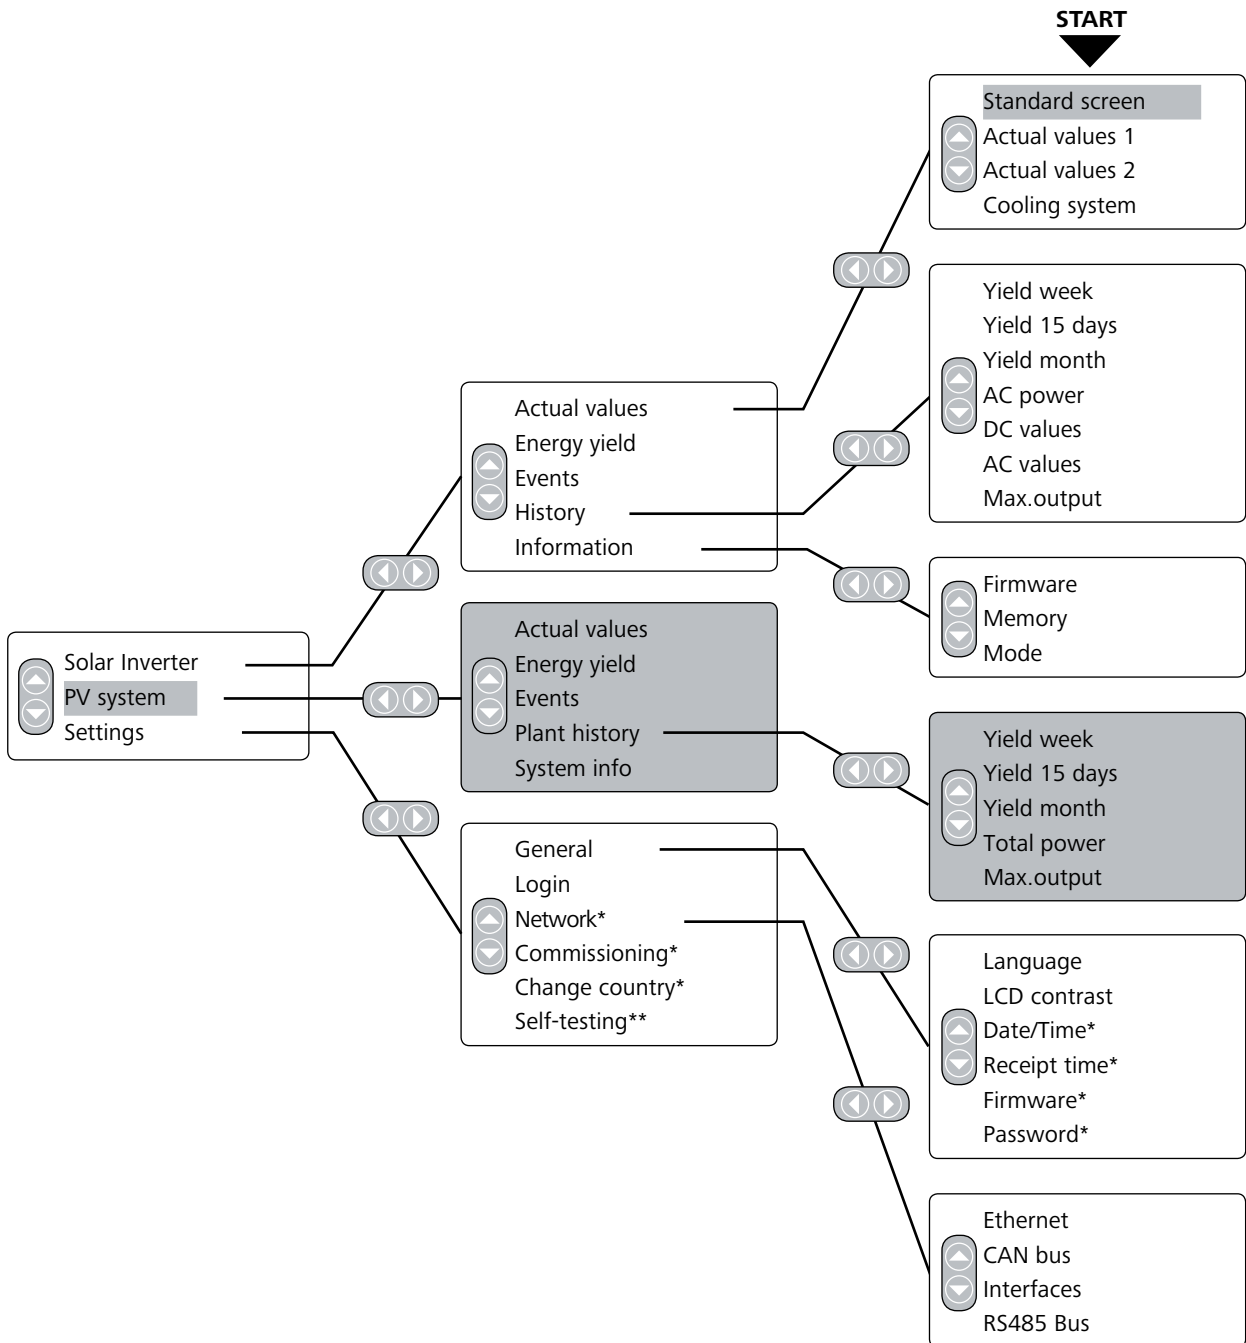 START
Standard screen
Actual values 1
Actual values 2
Cooling system
Yield week
Yield 15 days
Yield month
AC power
DC values
AC values
Max.output
Actual values
Energy yield
Events
History
Information
Firmware
Memory
Mode
Solar Inverter
PV system
Settings
Actual values
Energy yield
Events
Plant history
System info
Yield week
Yield 15 days
Yield month
Total power
Max.output
General
Login
Network*
Commissioning*
Change country*
Self-testing**
Language
LCD contrast
Date/Time*
Receipt time*
Firmware*
Password*
Ethernet
CAN bus
Interfaces
RS485 Bus